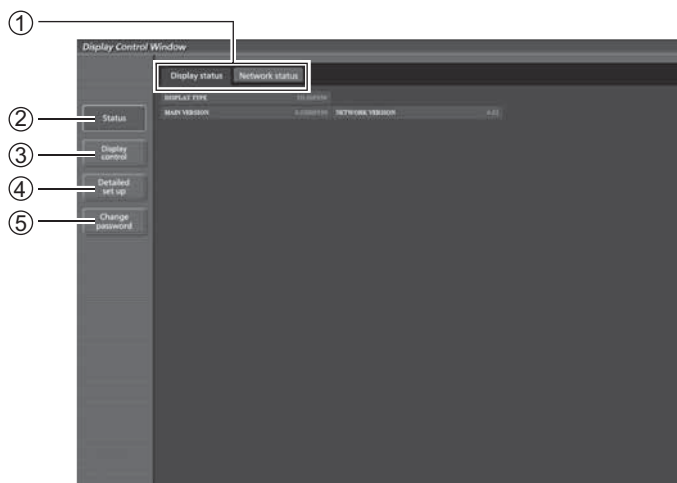 ①
Display Control Window
Display status Network status
DISPLAY TYPE
MAIN VERSION NETWORK VERSION
② Status
③ Display control
④ Detailed set up
⑤ Change password